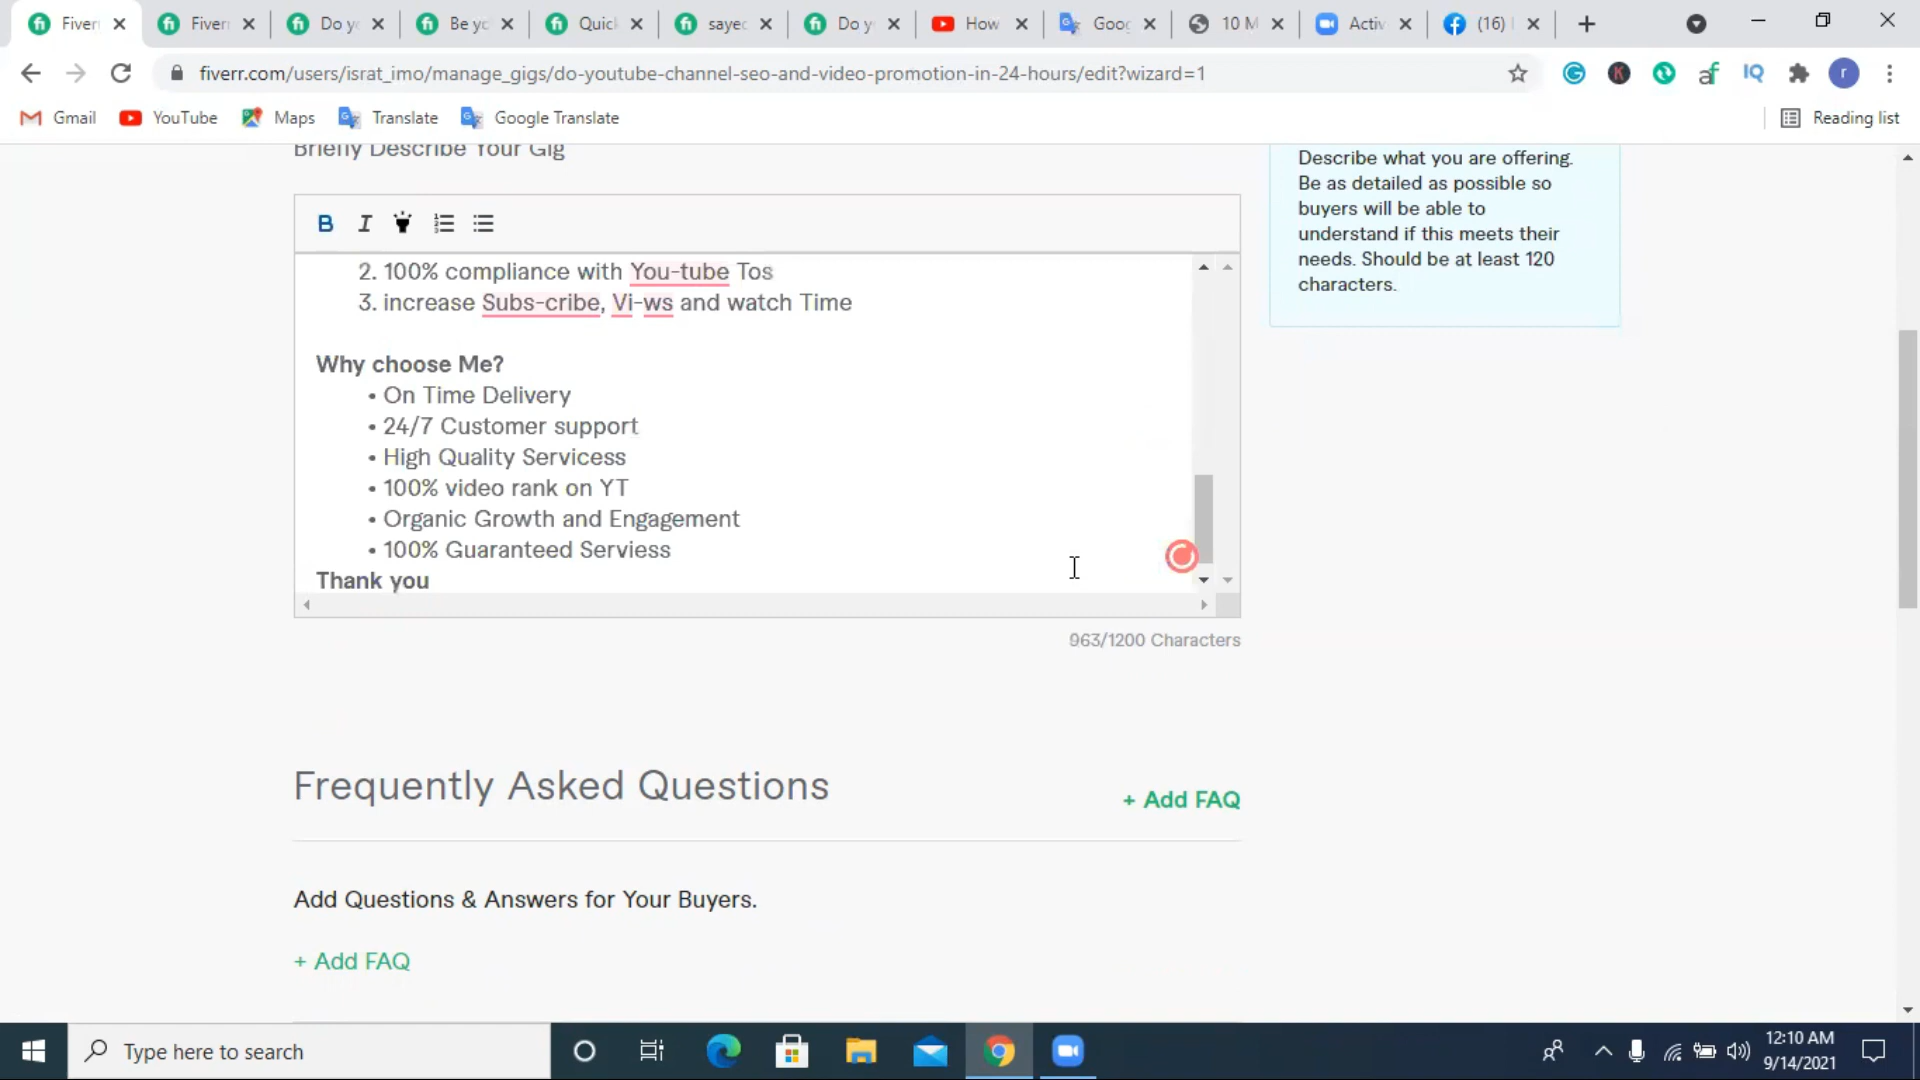 Fiverr
Fiverr
Do y
Be yo
Quic
sayec
Do y
How
Goog
10 M
Activ
(16)
fiverr.com/users/israt_imo/manage_gigs/do-youtube-channel-seo-and-video-promotion-in-24-hours/edit?wizard=1
IQ
r
Gmail
YouTube
Maps
Translate
Google Translate
Reading list
Briefly Describe Your Gig
B I
2. 100% compliance with You-tube Tos
3. increase Subs-cribe, Vi-ws and watch Time
Why choose Me?
• On Time Delivery
• 24/7 Customer support
• High Quality Servicess
• 100% video rank on YT
• Organic Growth and Engagement
• 100% Guaranteed Serviess
Thank you
963/1200 Characters
Describe what you are offering.
Be as detailed as possible so
buyers will be able to
understand if this meets their
needs. Should be at least 120
characters.
Frequently Asked Questions
+ Add FAQ
Add Questions & Answers for Your Buyers.
+ Add FAQ
Type here to search
12:10 AM
9/14/2021